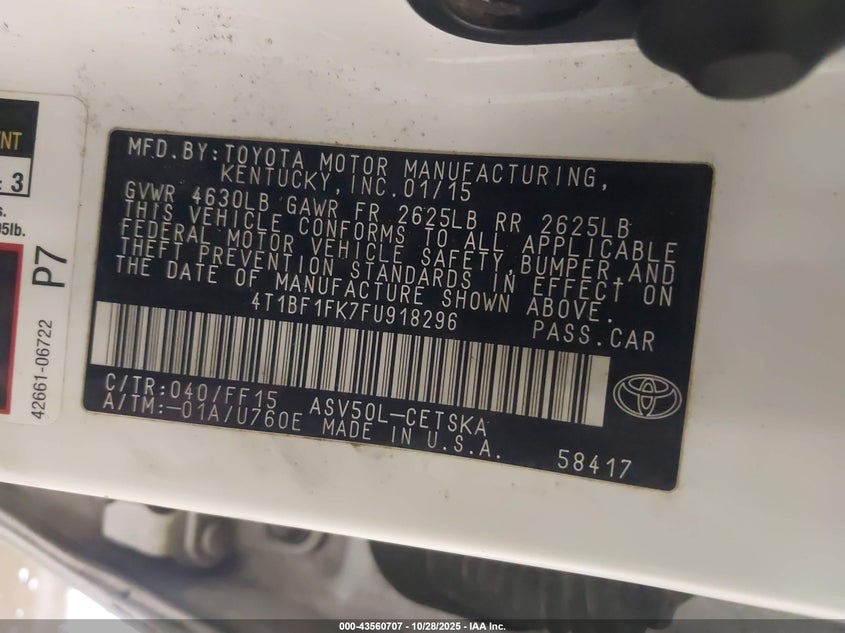 MFD.BY:TOYOTA MOTOR MANUFACTURING,
KENTUCKY, INC.01/15
GVWR 4630LB GAWR FR 2625LB RR 2625LB
THIS VEHICLE CONFORMS TO ALL APPLICABLE
FEDERAL MOTOR VEHICLE SAFETY,BUMPER,AND
THEFT PREVENTION STANDARDS IN EFFECT ON
THE DATE OF MANUFACTURE SHOWN ABOVE.
4T1BF1FK7FU918296
PASS.CAR
C/TR:040/FF15 ASV50L-CETSKA
A/TM:-01A/U760E MADE IN U.S.A.
58417
3
P7
42661-06722
000-43560707 - 10/28/2025 - IAA Inc.